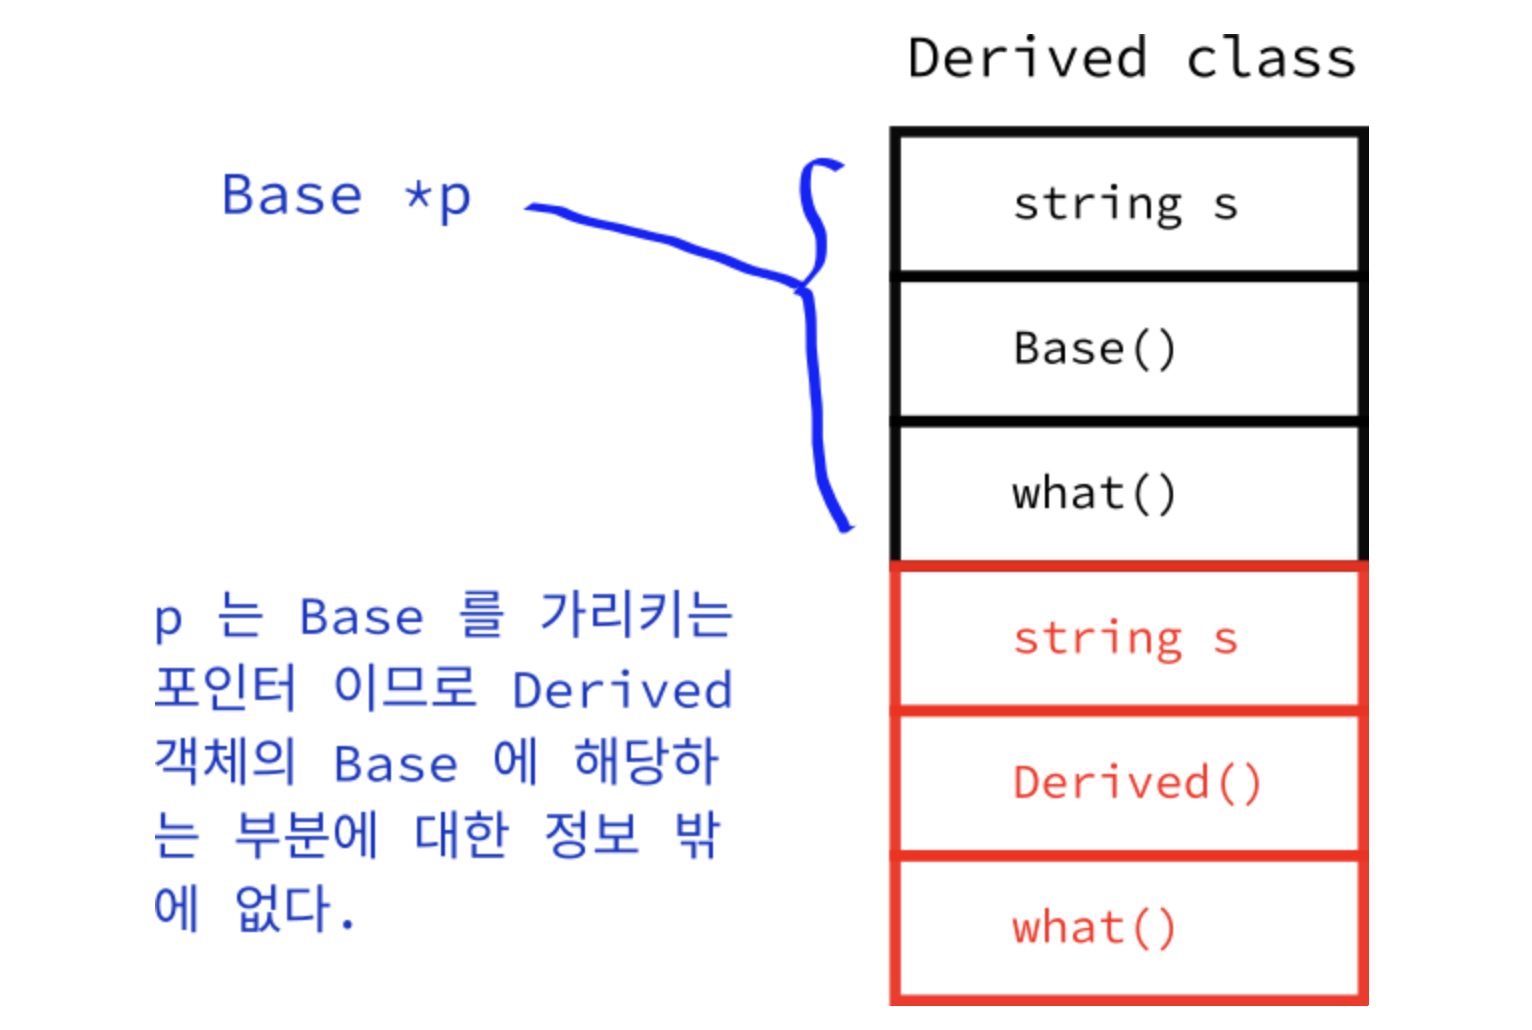 Derived class
Base *p
string s
Base()
what()
string s
Derived()
what()
p 는 Base 를 가리키는
포인터 이므로 Derived
객체의 Base 에 해당하
는 부분에 대한 정보 밖
에 없다.